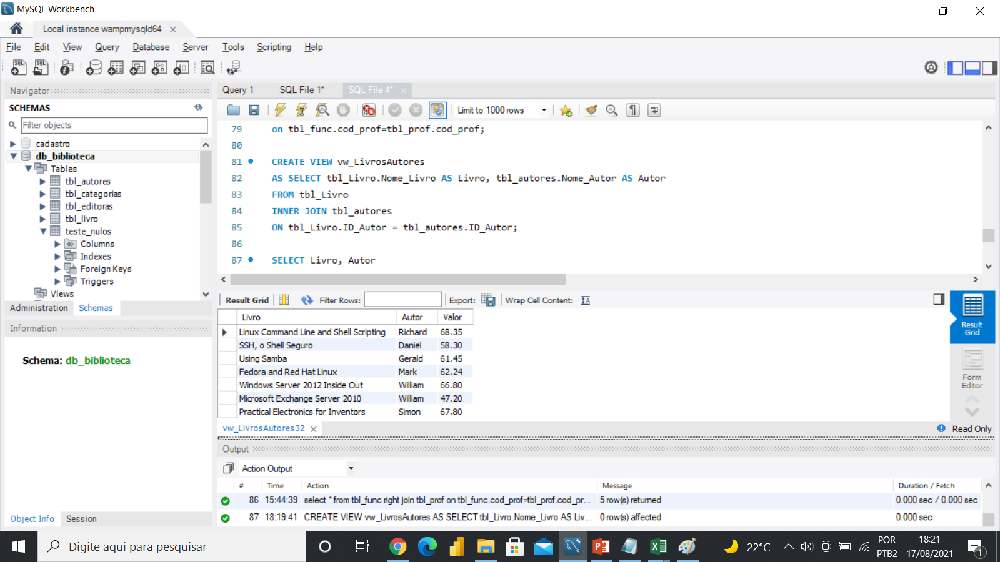 MySQL Workbench
Local instance wampmysqld64
File Edit View Query Database Server Tools Scripting Help
Navigator
SCHEMAS
Filter objects
cadastro
db_biblioteca
Tables
tbl_autores
tbl_categorias
tbl_editoras
tbl_livro
teste_nulos
Columns
Indexes
Foreign Keys
Triggers
Views
Administration Schemas
Information
Schema: db_biblioteca
Object Info Session
Query 1 SQL File 1* SQL File 4*
Limit to 1000 rows
79 on tbl_func.cod_prof=tbl_prof.cod_prof;
80
81 CREATE VIEW vw_LivrosAutores
82 AS SELECT tbl_Livro.Nome_Livro AS Livro, tbl_autores.Nome_Autor AS Autor
83 FROM tbl_Livro
84 INNER JOIN tbl_autores
85 ON tbl_Livro.ID_Autor = tbl_autores.ID_Autor;
86
87 SELECT Livro, Autor
Result Grid Filter Rows: Export: Wrap Cell Content:
Livro Autor Valor
Linux Command Line and Shell Scripting Richard 68.35
SSH, o Shell Seguro Daniel 58.30
Using Samba Gerald 61.45
Fedora and Red Hat Linux Mark 62.24
Windows Server 2012 Inside Out William 66.80
Microsoft Exchange Server 2010 William 47.20
Practical Electronics for Inventors Simon 67.80
Result
Grid
Form
Editor
vw_LivrosAutores 32 Read Only
Output
Action Output
# Time Action Message Duration / Fetch
86 15:44:39 select * from tbl_func right join tbl_prof on tbl_func.cod_prof=tbl_prof.cod_pr... 5 row(s) returned 0.000 sec / 0.000 sec
87 18:19:41 CREATE VIEW vw_LivrosAutores AS SELECT tbl_Livro.Nome_Livro AS Liv... 0 row(s) affected 0.000 sec
Digite aqui para pesquisar
22°C
POR
PTB2
18:21
17/08/2021
1